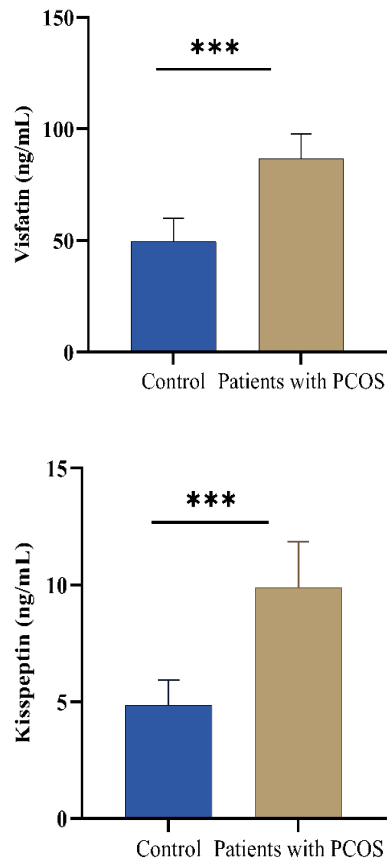 150
***
100
Visfatin (ng/mL)
50
0
Control Patients with PCOS
15
***
10
Kisspeptin (ng/mL)
5
0
Control Patients with PCOS